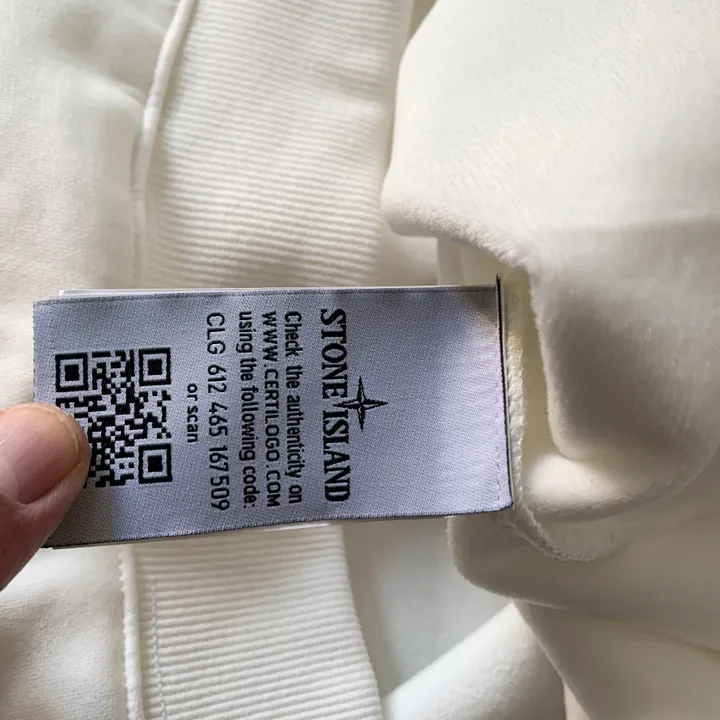 STONE ISLAND
Check the authenticity on
WWW.CERTILOGO.COM
using the following code:
CLG 612 465 167 509
or scan